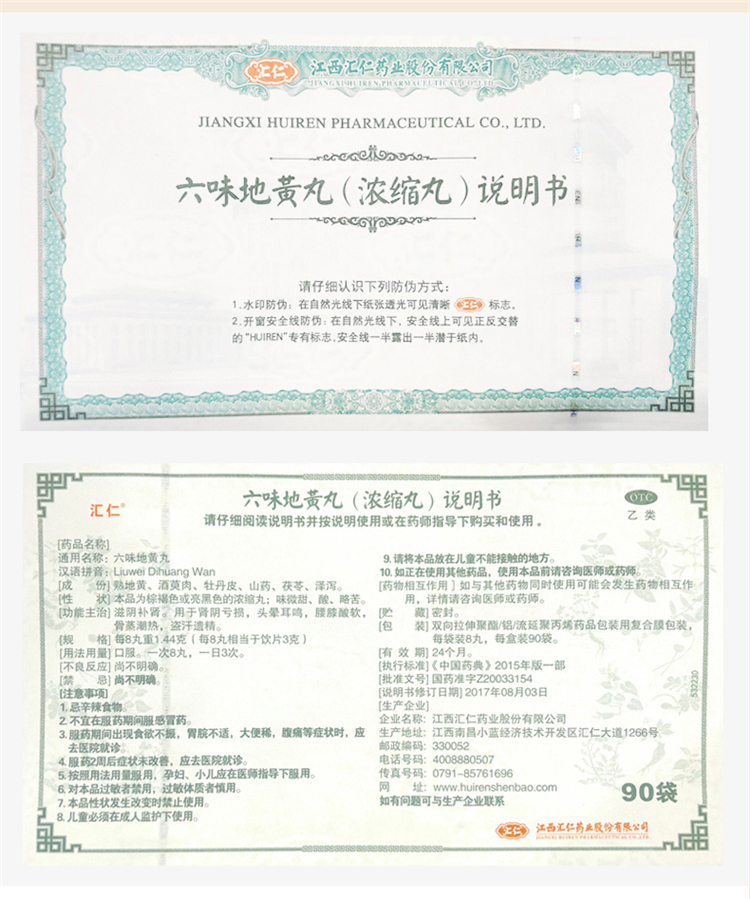 汇仁 江西汇仁药业股份有限公司
JIANGXI HUIREN PHARMACEUTICAL CO., LTD.
JIANGXI HUIREN PHARMACEUTICAL CO., LTD.
六味地黄丸（浓缩丸）说明书
请仔细认识下列防伪方式：
1.水印防伪：在自然光线下纸张透光可见清晰 汇仁 标志。
2.开窗安全线防伪：在自然光线下，安全线上可见正反交替
的“HUIREN”专有标志，安全线一半露出一半潜于纸内。
汇仁®
六味地黄丸（浓缩丸）说明书
请仔细阅读说明书并按说明使用或在药师指导下购买和使用。
OTC
乙类
[药品名称]
通用名称：六味地黄丸
汉语拼音：Liuwei Dihuang Wan
[成 份] 熟地黄、酒萸肉、牡丹皮、山药、茯苓、泽泻。
[性 状] 本品为棕褐色或亮黑色的浓缩丸；味微甜、酸、略苦。
[功能主治] 滋阴补肾。用于肾阴亏损，头晕耳鸣，腰膝酸软，
骨蒸潮热，盗汗遗精。
[规 格] 每8丸重1.44克（每8丸相当于饮片3克）
[用法用量] 口服。一次8丸，一日3次。
[不良反应] 尚不明确。
[禁 忌] 尚不明确。
[注意事项]
1. 忌辛辣食物
2. 不宜在服药期间服感冒药。
3. 服药期间出现食欲不振，胃脘不适，大便稀，腹痛等症状时，应
去医院就诊。
4. 服药2周后症状未改善，应去医院就诊。
5. 按照用法用量服用，孕妇、小儿应在医师指导下服用。
6. 对本品过敏者禁用，过敏体质者慎用。
7. 本品性状发生改变时禁止使用。
8. 儿童必须在成人监护下使用。
9. 请将本品放在儿童不能接触的地方。
10. 如正在使用其他药品，使用本品前请咨询医师或药师。
[药物相互作用] 如与其他药物同时使用可能会发生药物相互作
用，详情请咨询医师或药师。
[贮 藏] 密封。
[包 装] 双向拉伸聚酯/铝/流延聚丙烯药品包装用复合膜包装，
每袋装8丸，每盒装90袋。
[有 效 期] 24个月。
[执行标准]《中国药典》2015年版一部
[批准文号] 国药准字Z20033154
[说明书修订日期] 2017年08月03日
[生产企业]
企业名称：江西汇仁药业股份有限公司
生产地址：江西南昌小蓝经济技术开发区汇仁大道1266号
邮政编码：330052
电话号码：4008880507
传真号码：0791-85761696
网 址：www.huirenshenbao.com
如有问题可与生产企业联系
532230
90袋
汇仁 江西汇仁药业股份有限公司
JIANGXI HUIREN PHARMACEUTICAL CO., LTD.